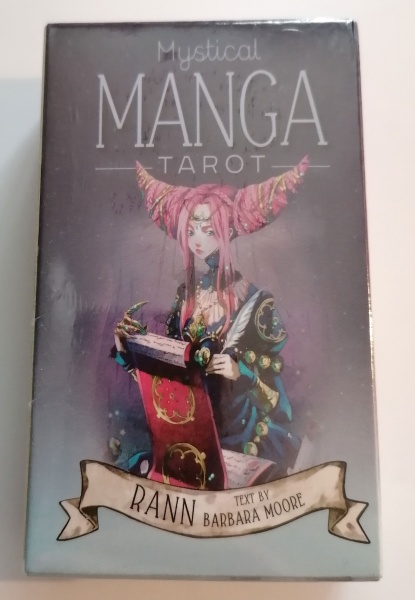 Mystical
MANGA
TAROT
RANN
TEXT BY
BARBARA MOORE